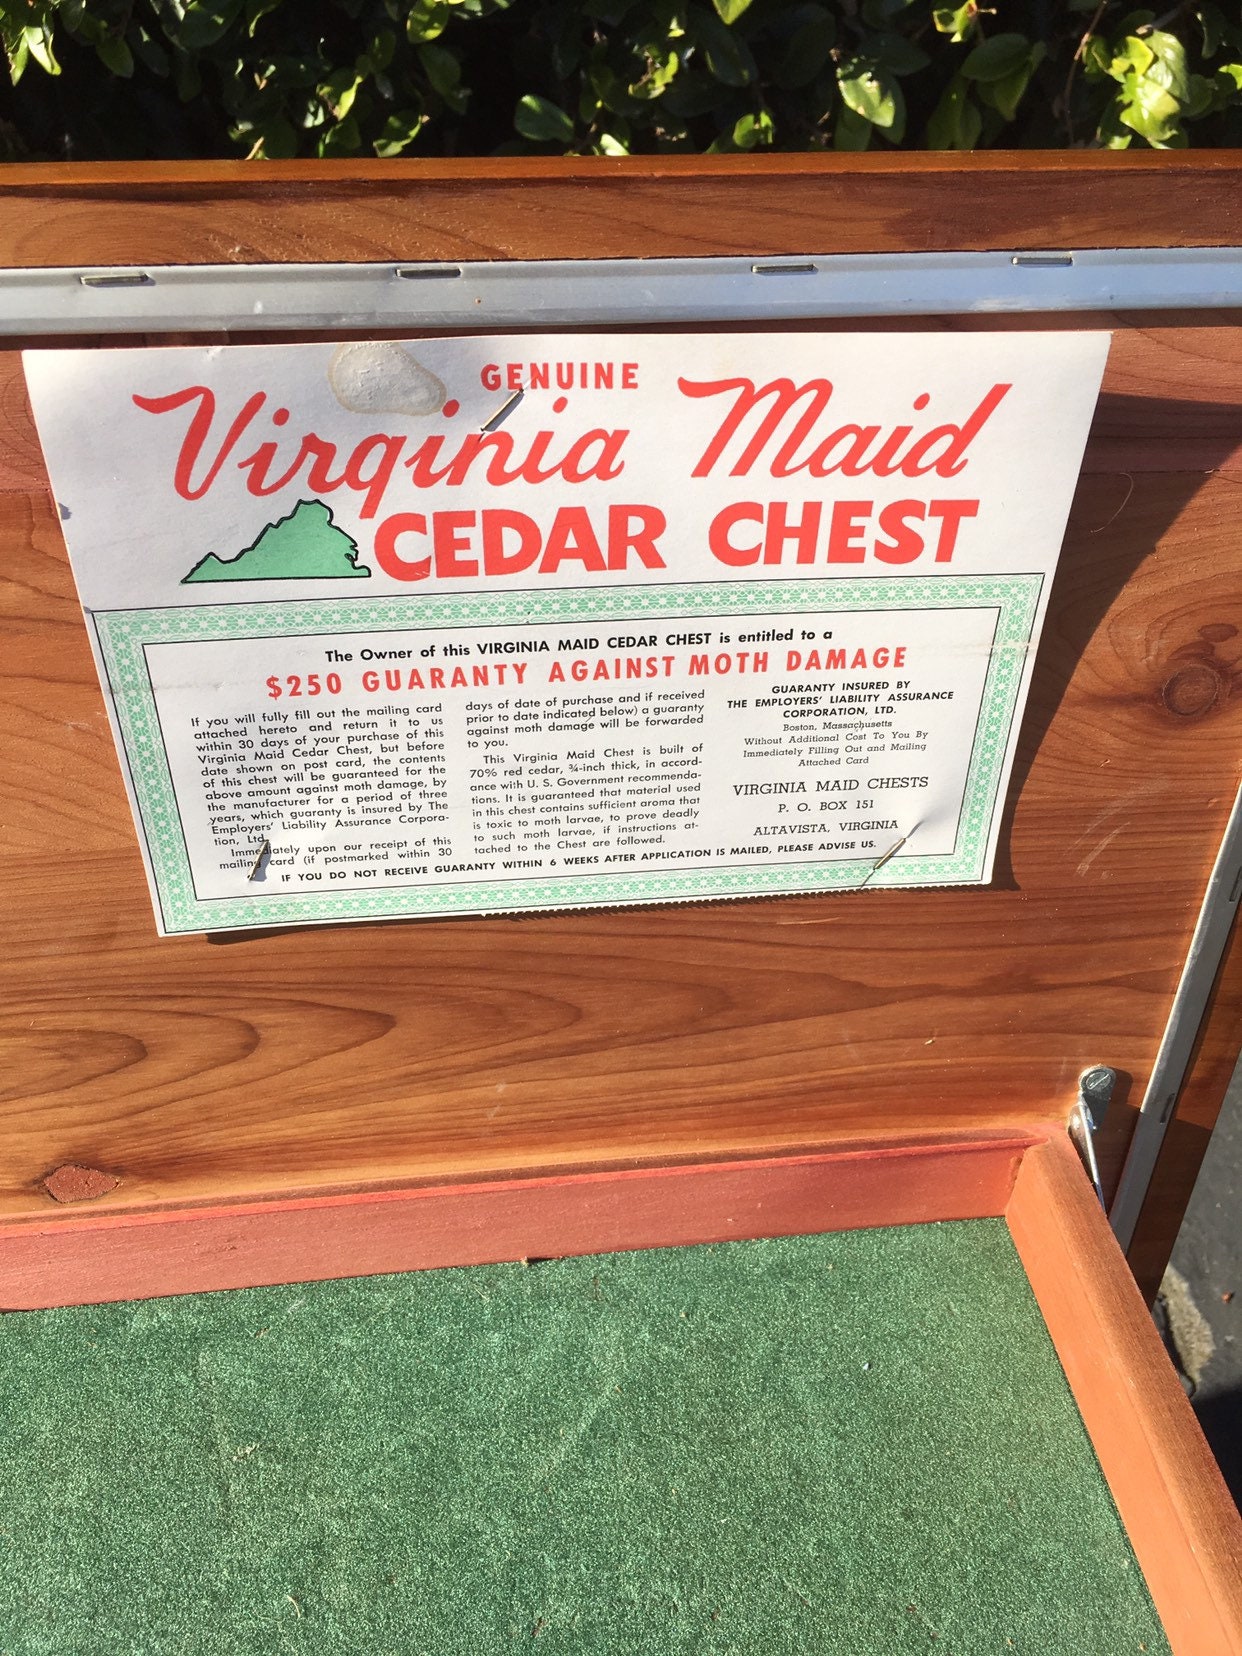 GENUINE
Virginia Maid
CEDAR CHEST
The Owner of this VIRGINIA MAID CEDAR CHEST is entitled to a
$250 GUARANTY AGAINST MOTH DAMAGE
If you will fully fill out the mailing card
attached hereto and return it to us
within 30 days of your purchase of this
Virginia Maid Cedar Chest, but before
date shown on post card, the contents
of this chest will be guaranteed for the
above amount against moth damage, by
the manufacturer for a period of three
years, which guaranty is insured by The
Employers' Liability Assurance Corpora-
tion, Ltd.
Immediately upon our receipt of this
mailing card (if postmarked within 30
days of date of purchase and if received
prior to date indicated below) a guaranty
against moth damage will be forwarded
to you.
This Virginia Maid Chest is built of
70% red cedar, ¾-inch thick, in accord-
ance with U. S. Government recommenda-
tions. It is guaranteed that material used
in this chest contains sufficient aroma that
is toxic to moth larvae, to prove deadly
to such moth larvae, if instructions at-
tached to the Chest are followed.
GUARANTY INSURED BY
THE EMPLOYERS' LIABILITY ASSURANCE
CORPORATION, LTD.
Boston, Massachusetts
Without Additional Cost To You By
Immediately Filling Out and Mailing
Attached Card
VIRGINIA MAID CHESTS
P. O. BOX 151
ALTAVISTA, VIRGINIA
IF YOU DO NOT RECEIVE GUARANTY WITHIN 6 WEEKS AFTER APPLICATION IS MAILED, PLEASE ADVISE US.